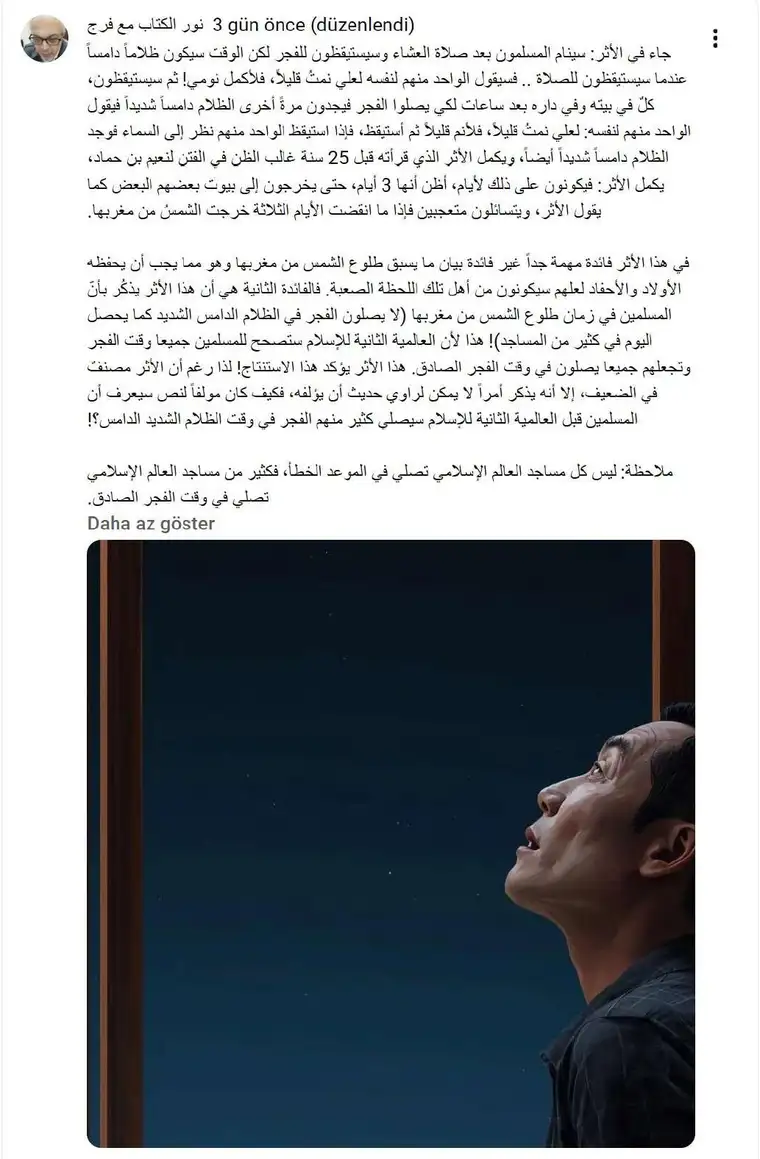 نور الكتاب مع فرج 3 gün önce (düzenlendi)
جاء في الأثر: سينام المسلمون بعد صلاة العشاء وسيستيقظون للفجر لكن الوقت سيكون ظلاماً دامساً
عندما سيستيقظون للصلاة .. فسيقول الواحد منهم لنفسه لعلي نمتُ قليلاً، فلأكمل نومي! ثم سيستيقظون،
كلٌ في بيته وفي داره بعد ساعات لكي يصلوا الفجر فيجدون مرةً أخرى الظلام دامساً شديداً فيقول
الواحد منهم لنفسه: لعلي نمتُ قليلاً، فلأنم قليلاً ثم أستيقظ، فإذا استيقظ الواحد منهم نظر إلى السماء فوجد
الظلام دامساً شديداً أيضاً، ويكمل الأثر الذي قرأته قبل 25 سنة غالب الظن في الفتن لنعيم بن حماد،
يكمل الأثر: فيكونون على ذلك لأيام، أظن أنها 3 أيام، حتى يخرجون إلى بيوت بعضهم البعض كما
يقول الأثر، ويتسائلون متعجبين فإذا ما انقضت الأيام الثلاثة خرجت الشمسُ من مغربها.
في هذا الأثر فائدة مهمة جداً غير فائدة بيان ما يسبق طلوع الشمس من مغربها وهو مما يجب أن يحفظه
الأولاد والأحفاد لعلهم سيكونون من أهل تلك اللحظة الصعبة. فالفائدة الثانية هي أن هذا الأثر يذكُر بأنّ
المسلمين في زمان طلوع الشمس من مغربها (لا يصلون الفجر في الظلام الدامس الشديد كما يحصل
اليوم في كثير من المساجد)! هذا لأن العالمية الثانية للإسلام ستصحح للمسلمين جميعا وقت الفجر
وتجعلهم جميعا يصلون في وقت الفجر الصادق. هذا الأثر يؤكد هذا الاستنتاج! لذا رغم أن الأثر مصنفٌ
في الضعيف، إلا أنه يذكر أمراً لا يمكن لراوي حديث أن يؤلفه، فكيف كان مولفاً لنص سيعرف أن
المسلمين قبل العالمية الثانية للإسلام سيصلي كثير منهم الفجر في وقت الظلام الشديد الدامس؟!
ملاحظة: ليس كل مساجد العالم الإسلامي تصلي في الموعد الخطأ، فكثير من مساجد العالم الإسلامي
تصلي في وقت الفجر الصادق.
Daha az göster